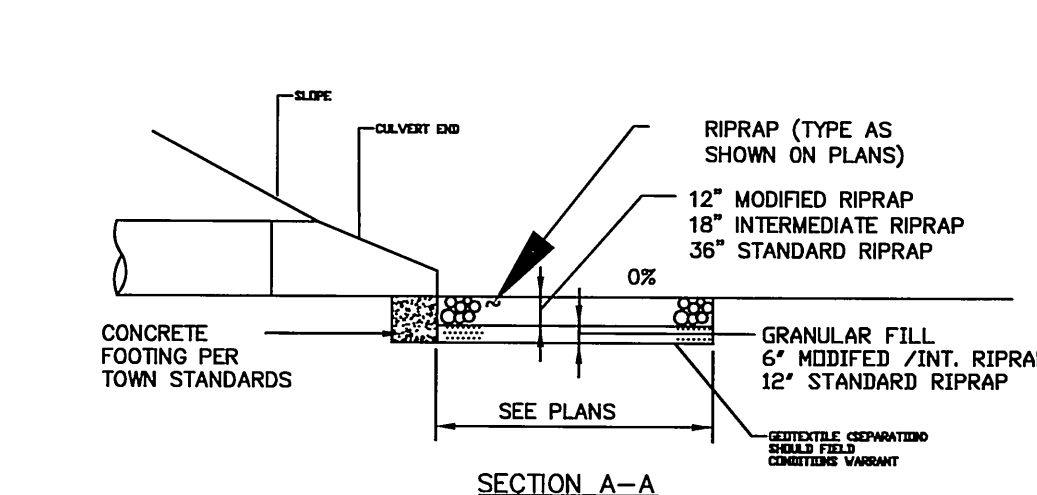 SLOPE
CULVERT END
RIPRAP (TYPE AS
SHOWN ON PLANS)
12" MODIFIED RIPRAP
18" INTERMEDIATE RIPRAP
36" STANDARD RIPRAP
0%
CONCRETE
FOOTING PER
TOWN STANDARDS
GRANULAR FILL
6" MODIFED /INT. RIPRA
12" STANDARD RIPRAP
SEE PLANS
GEOTEXTILE (SEPARATION)
SHOULD FIELD
CONDITIONS WARRANT
SECTION A-A